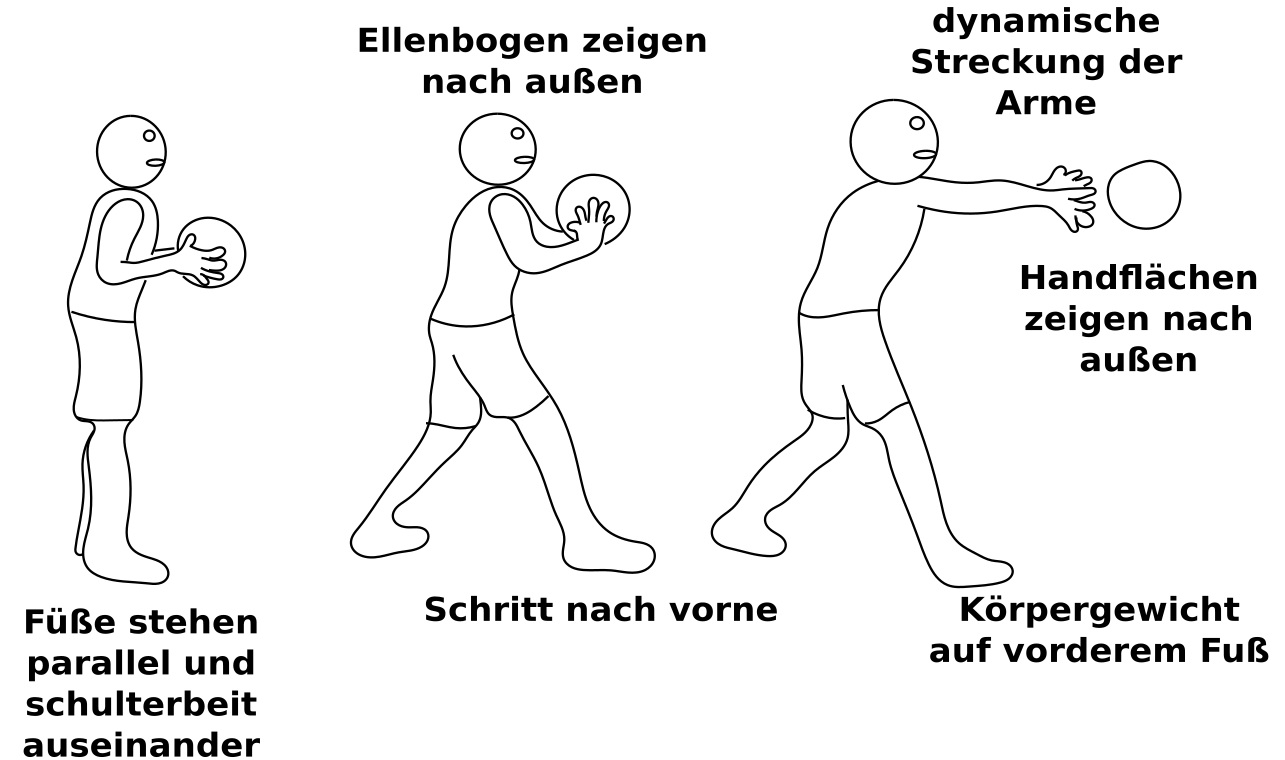 Ellenbogen zeigen
nach außen
dynamische
Streckung der
Arme
Handflächen
zeigen nach
außen
Füße stehen
parallel und
schulterbeit
auseinander
Schritt nach vorne
Körpergewicht
auf vorderem Fuß